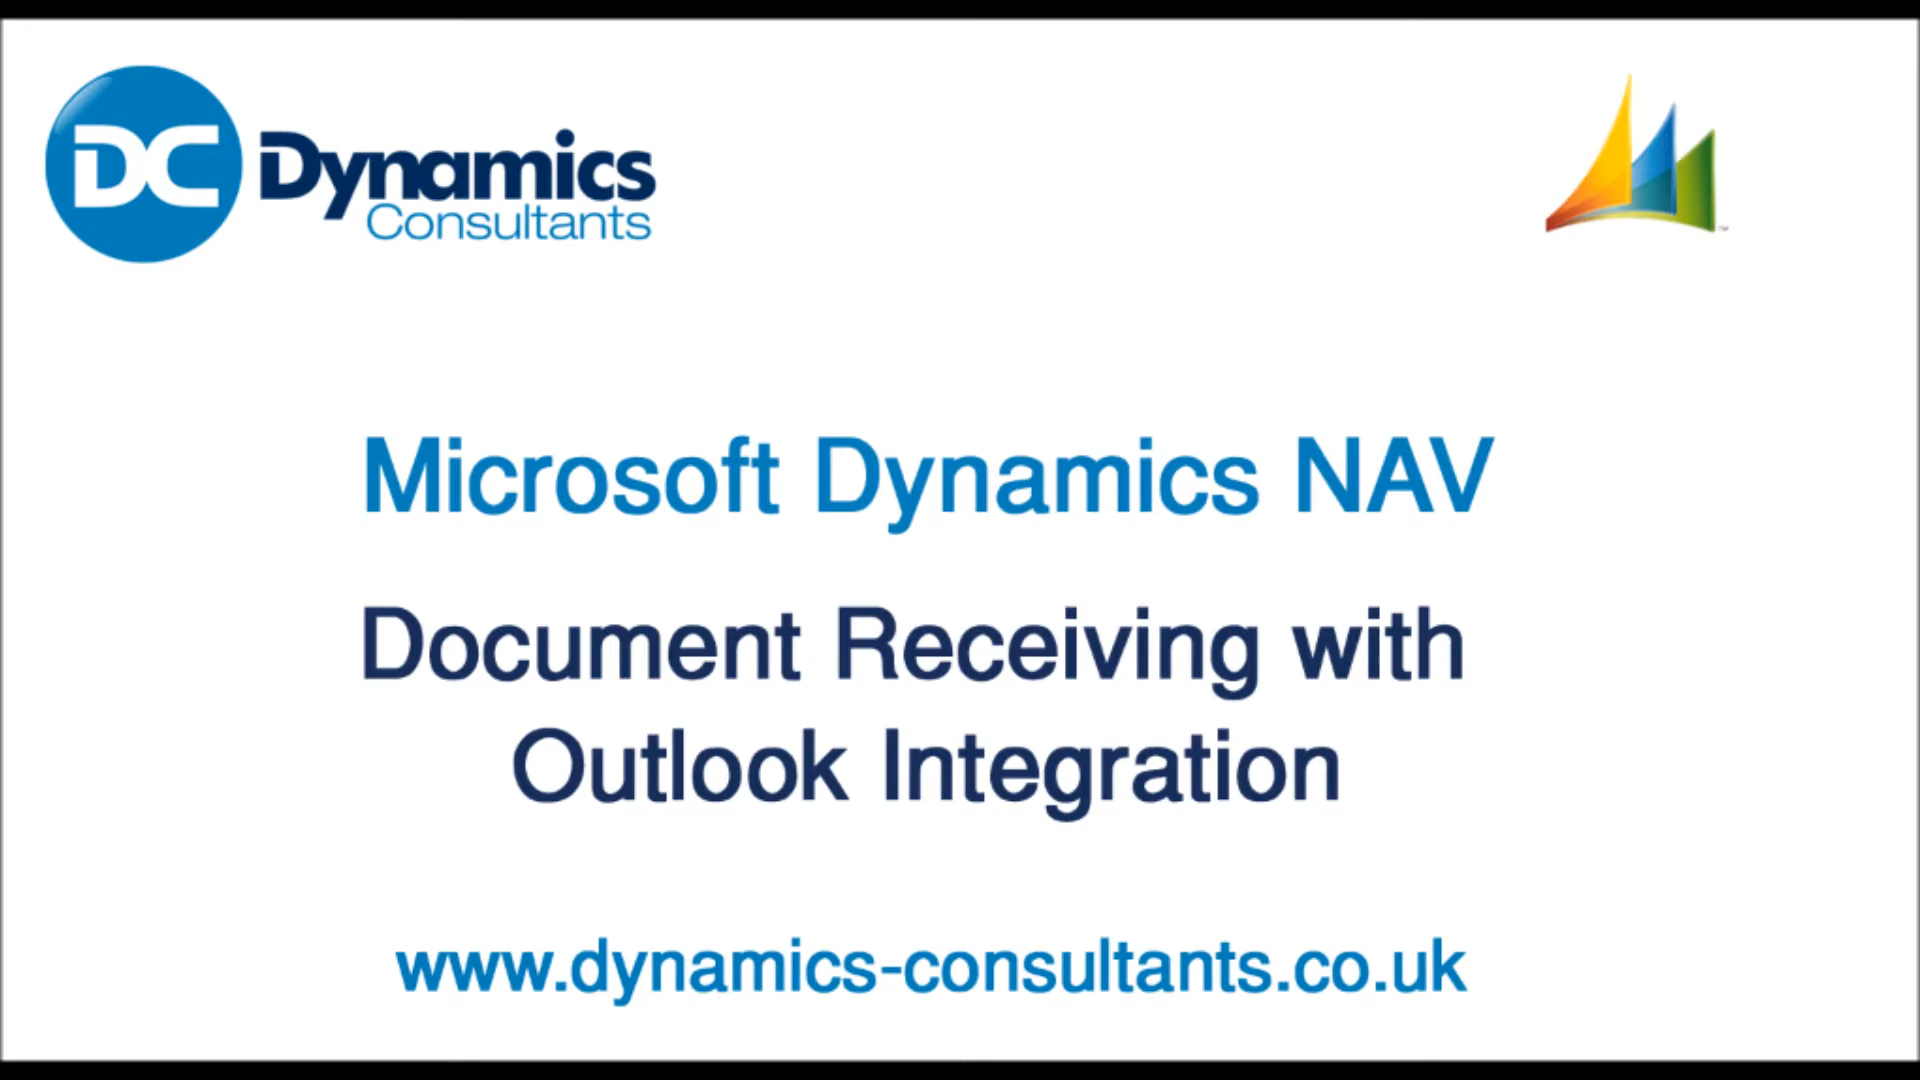 DC Dynamics
Consultants
Microsoft Dynamics NAV
Document Receiving with
Outlook Integration
www.dynamics-consultants.co.uk